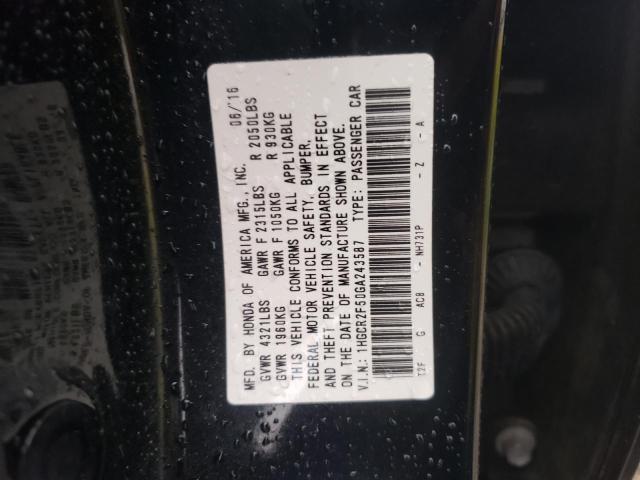 MFD. BY HONDA OF AMERICA MFG., INC. 06/'16
GVWR 4321LBS GAWR F 2315LBS R 2050LBS
GVWR 1960KG GAWR F 1050KG R 930KG
THIS VEHICLE CONFORMS TO ALL APPLICABLE
FEDERAL MOTOR VEHICLE SAFETY, BUMPER,
AND THEFT PREVENTION STANDARDS IN EFFECT
ON THE DATE OF MANUFACTURE SHOWN ABOVE.
V.I.N.: 1HGCR2F50GA243587 TYPE: PASSENGER CAR
T2F G AC8 - NH731P - Z - A